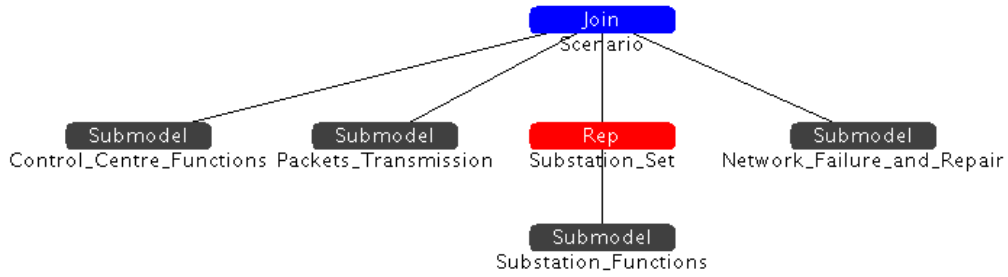 Join
Scenario
Submodel Submodel Rep Submodel
Control_Centre_Functions Packets_Transmission Substation_Set Network_Failure_and_Repair
Submodel
Substation_Functions